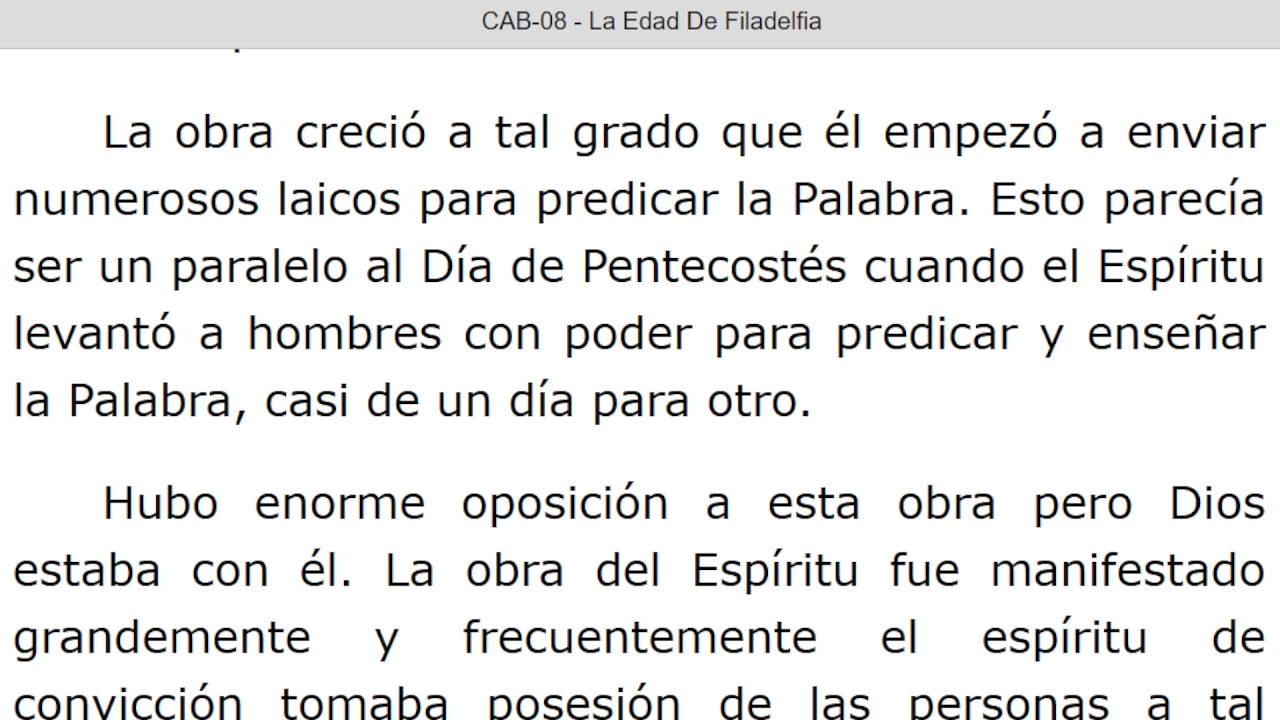 CAB-08 - La Edad De Filadelfia
La obra creció a tal grado que él empezó a enviar
numerosos laicos para predicar la Palabra. Esto parecía
ser un paralelo al Día de Pentecostés cuando el Espíritu
levantó a hombres con poder para predicar y enseñar
la Palabra, casi de un día para otro.
Hubo enorme oposición a esta obra pero Dios
estaba con él. La obra del Espíritu fue manifestado
grandemente y frecuentemente el espíritu de
convicción tomaba posesión de las personas a tal